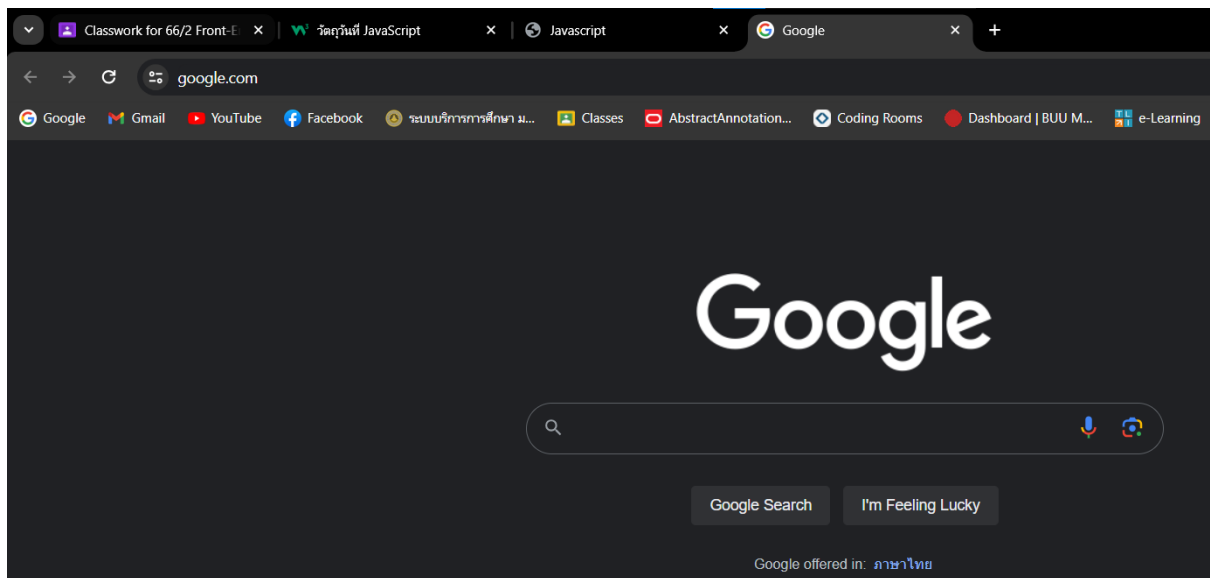 Classwork for 66/2 Front-E
วัตถุวันที่ JavaScript
Javascript
Google
google.com
Google
Gmail
YouTube
Facebook
ระบบบริการการศึกษา ม...
Classes
AbstractAnnotation...
Coding Rooms
Dashboard | BUU M...
e-Learning
Google
Google Search
I'm Feeling Lucky
Google offered in: ภาษาไทย